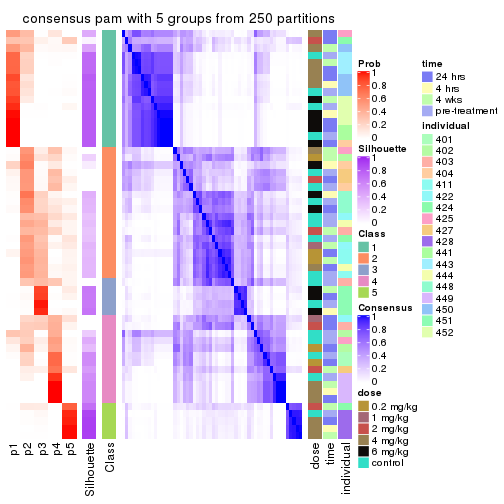 consensus pam with 5 groups from 250 partitions
Prob
1
0.8
0.6
0.4
0.2
0
Silhouette
1
0.8
0.6
0.4
0.2
0
Class
1
2
3
4
5
Consensus
1
0.8
0.6
0.4
0.2
0
dose
0.2 mg/kg
1 mg/kg
2 mg/kg
4 mg/kg
6 mg/kg
control
time
24 hrs
4 hrs
4 wks
pre-treatment
individual
401
402
403
404
411
422
424
425
427
428
441
443
444
448
449
450
451
452
p1
p2
p3
p4
p5
Silhouette
Class
dose
time
individual